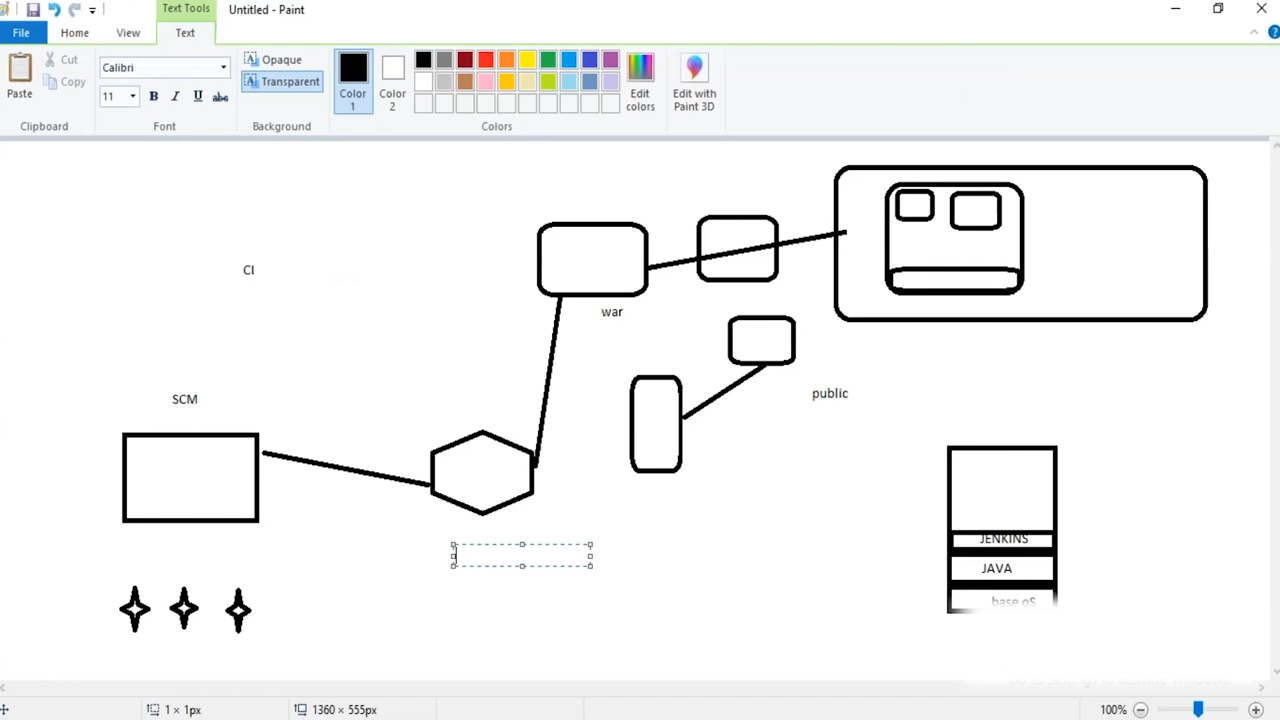 Text Tools
Untitled - Paint
File
Home
View
Text
Paste
Cut
Copy
Clipboard
Calibri
11
B I U abc
Font
Opaque
Transparent
Background
Color 1
Color 2
Edit colors
Colors
Edit with Paint 3D
CI
war
SCM
public
JENKINS
JAVA
base oS
1 × 1px
1360 × 555px
100%